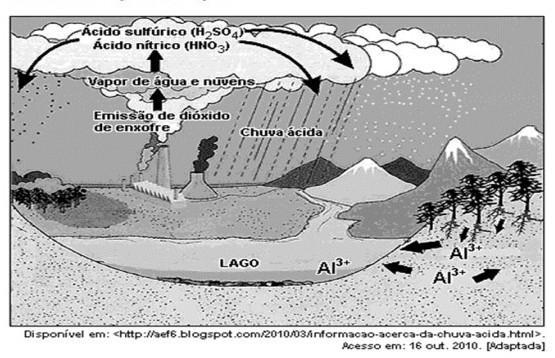 Ácido sulfúrico (H₂SO₄)
Ácido nítrico (HNO₃)
Vapor de água e nuvens
Emissão de dióxido
de enxofre
Chuva ácida
LAGO
Al³⁺
Al³⁺
Al³⁺
Disponível em: <http://aef6.blogspot.com/2010/03/informacao-acerca-da-chuva-acida.html>.
Acesso em: 16 out. 2010. [Adaptada]